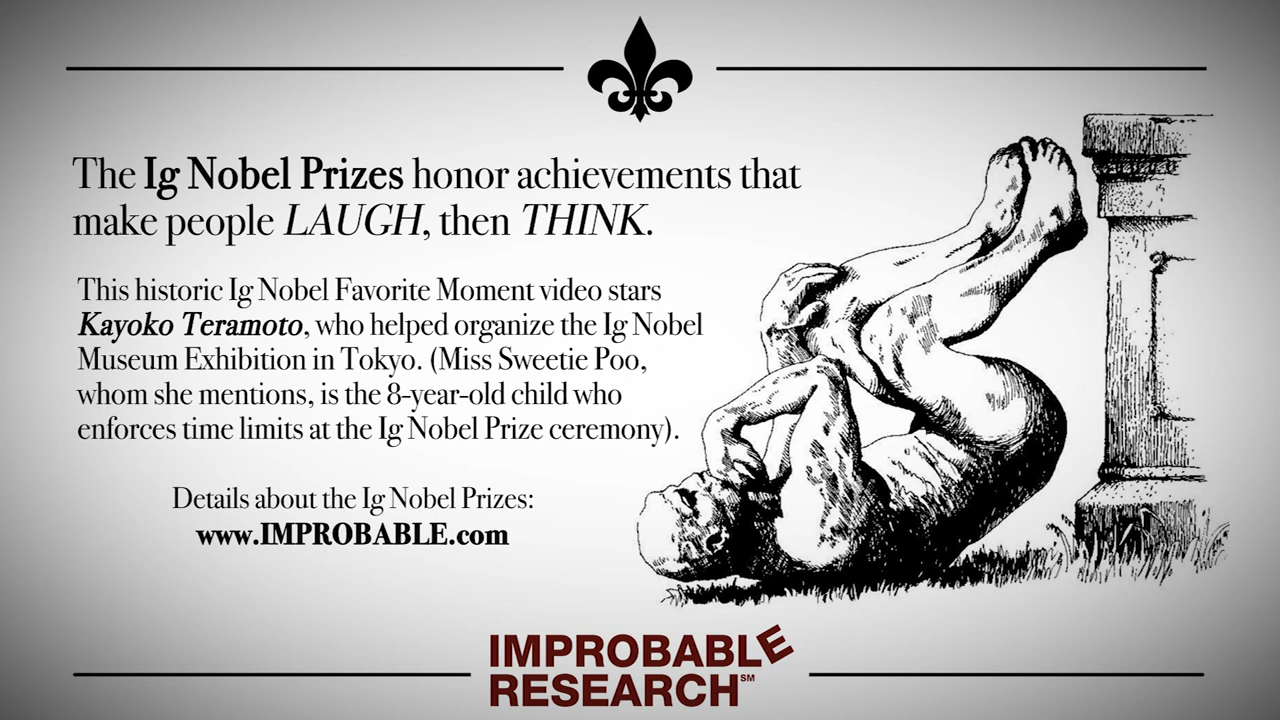 The Ig Nobel Prizes honor achievements that
make people LAUGH, then THINK.
This historic Ig Nobel Favorite Moment video stars
Kayoko Teramoto, who helped organize the Ig Nobel
Museum Exhibition in Tokyo. (Miss Sweetie Poo,
whom she mentions, is the 8-year-old child who
enforces time limits at the Ig Nobel Prize ceremony).
Details about the Ig Nobel Prizes:
www.IMPROBABLE.com
IMPROBABLE
RESEARCH℠